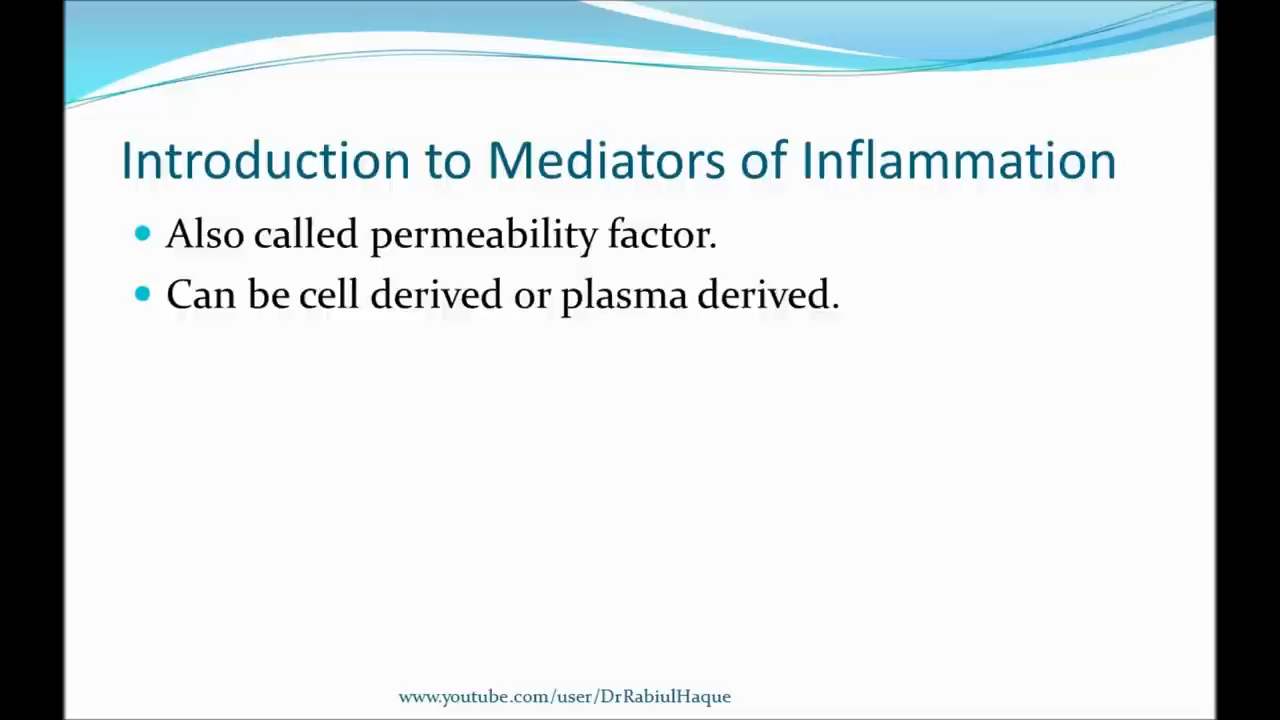 Introduction to Mediators of Inflammation
• Also called permeability factor.
• Can be cell derived or plasma derived.
www.youtube.com/user/DrRabiulHaque